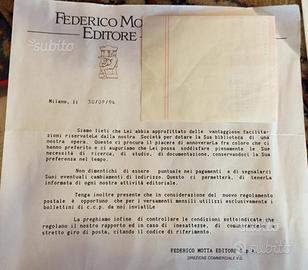 FEDERICO MOTTA
EDITORE
subito
Milano, li 30/09/94
Siamo lieti che Lei abbia approfittato delle vantaggiose facilita-
zioni riservateLe dalla nostra Società per dotare la Sua biblioteca di una
nostra opera. Questo ci procura il piacere di annoverarLa fra coloro che ci
hanno preferito e ci auguriamo che Lei possa soddisfare pienamente le Sue
necessità di ricerca, di studio, di documentazione, conservandoci la Sua
preferenza nel tempo.
Non dimentichi di essere puntuale nei pagamenti e di segnalarci
Suoi eventuali cambiamenti di indirizzo. Questo ci permetterà di tenerLa
informata di ogni nostra attività editoriale.
Tenga inoltre presente che in considerazione del nuovo regolamento
postale è opportuno che per i versamenti mensili utilizzi esclusivamente i
bollettini di c.c.p. da noi inviatiLe
La preghiamo infine di controllare le condizioni sottoindicate che
regolano il nostro rapporto ed in caso di inesattezze, di comunicarcelo a
stretto giro di posta, citando il codice di riferimento.
FEDERICO MOTTA EDITORE S.p.A.
DIREZIONE COMMERCIALE V.O.
subito